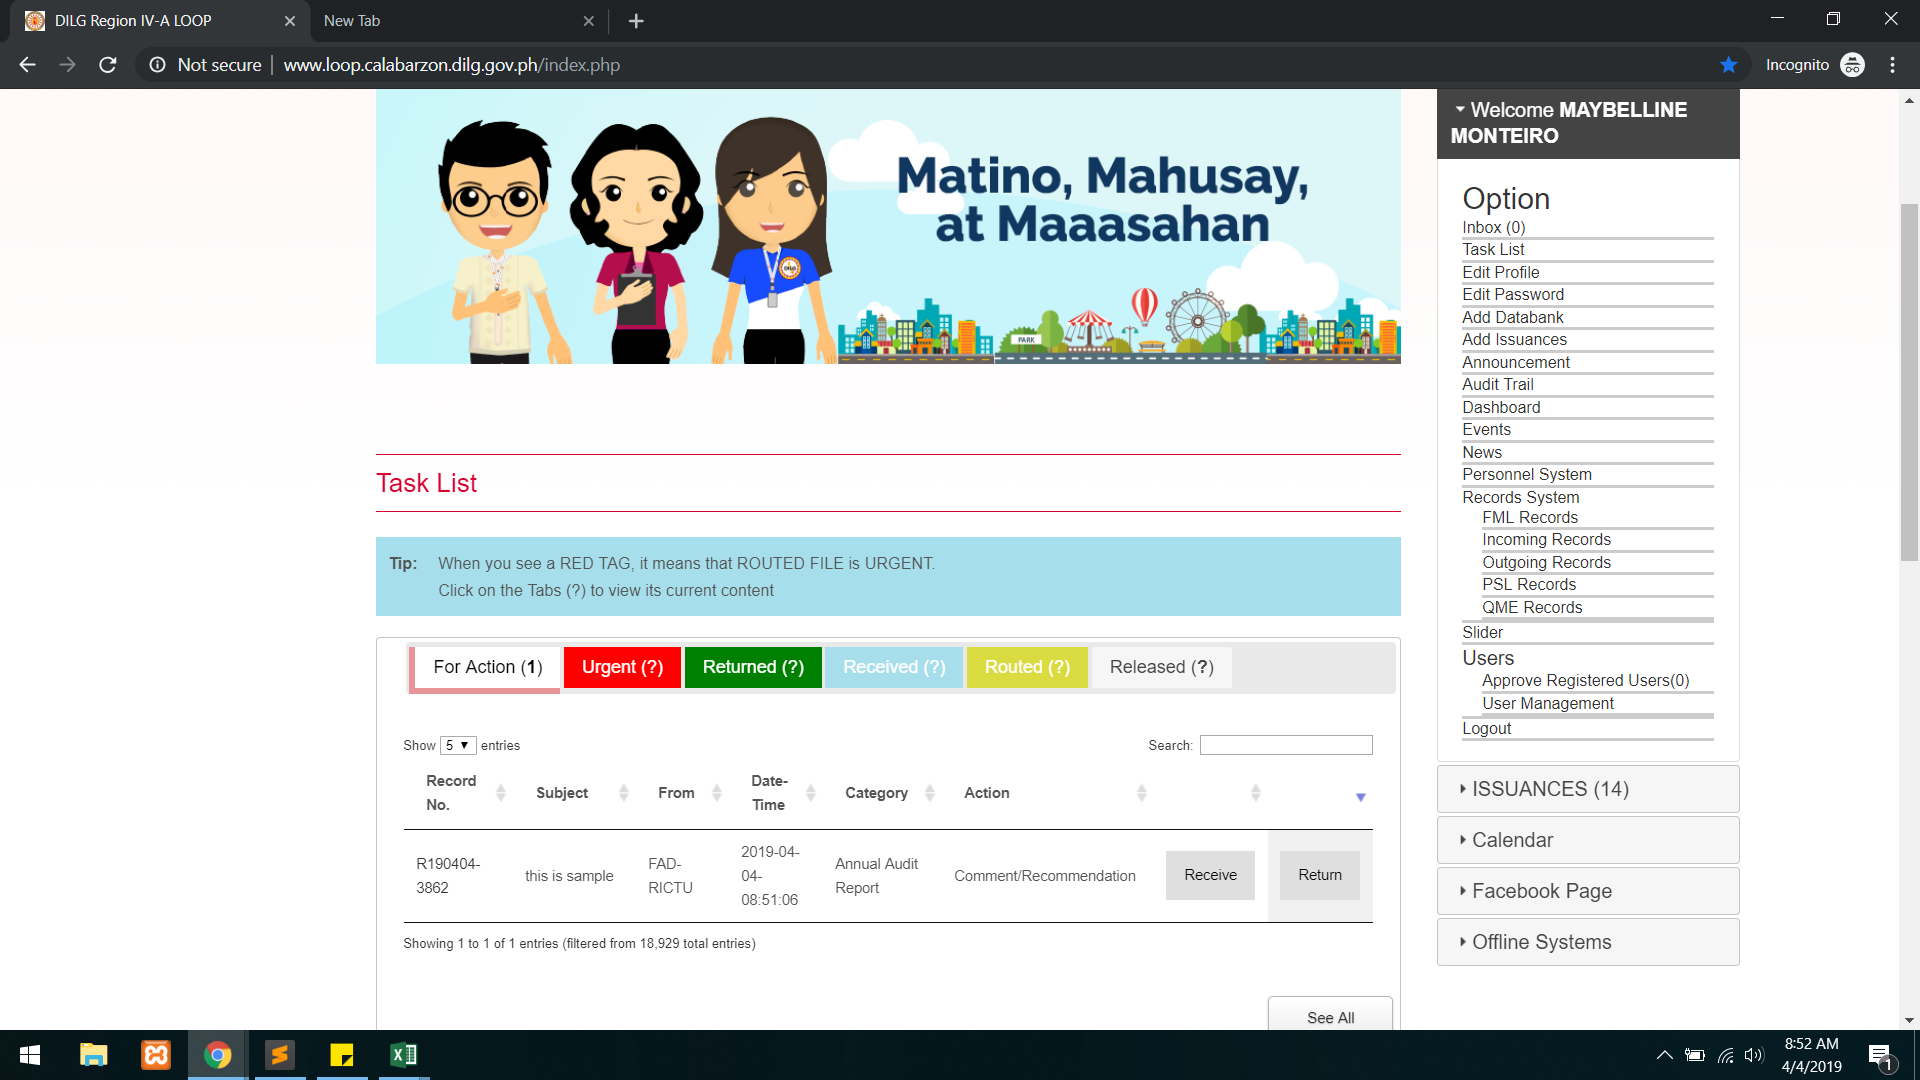 DILG Region IV-A LOOP
New Tab
Not secure
www.loop.calabarzon.dilg.gov.ph/index.php
Incognito
Matino, Mahusay,
at Maaasahan
DILG
PARK
Task List
Tip: When you see a RED TAG, it means that ROUTED FILE is URGENT.
Click on the Tabs (?) to view its current content
For Action (1) Urgent (?) Returned (?) Received (?) Routed (?) Released (?)
Show 5 entries
Search:
Record No. Subject From Date-Time Category Action
R190404-3862 this is sample FAD-RICTU 2019-04-04-08:51:06 Annual Audit Report Comment/Recommendation Receive Return
Showing 1 to 1 of 1 entries (filtered from 18,929 total entries)
See All
Welcome MAYBELLINE
MONTEIRO
Option
Inbox (0)
Task List
Edit Profile
Edit Password
Add Databank
Add Issuances
Announcement
Audit Trail
Dashboard
Events
News
Personnel System
Records System
FML Records
Incoming Records
Outgoing Records
PSL Records
QME Records
Slider
Users
Approve Registered Users(0)
User Management
Logout
ISSUANCES (14)
Calendar
Facebook Page
Offline Systems
8:52 AM
4/4/2019
1